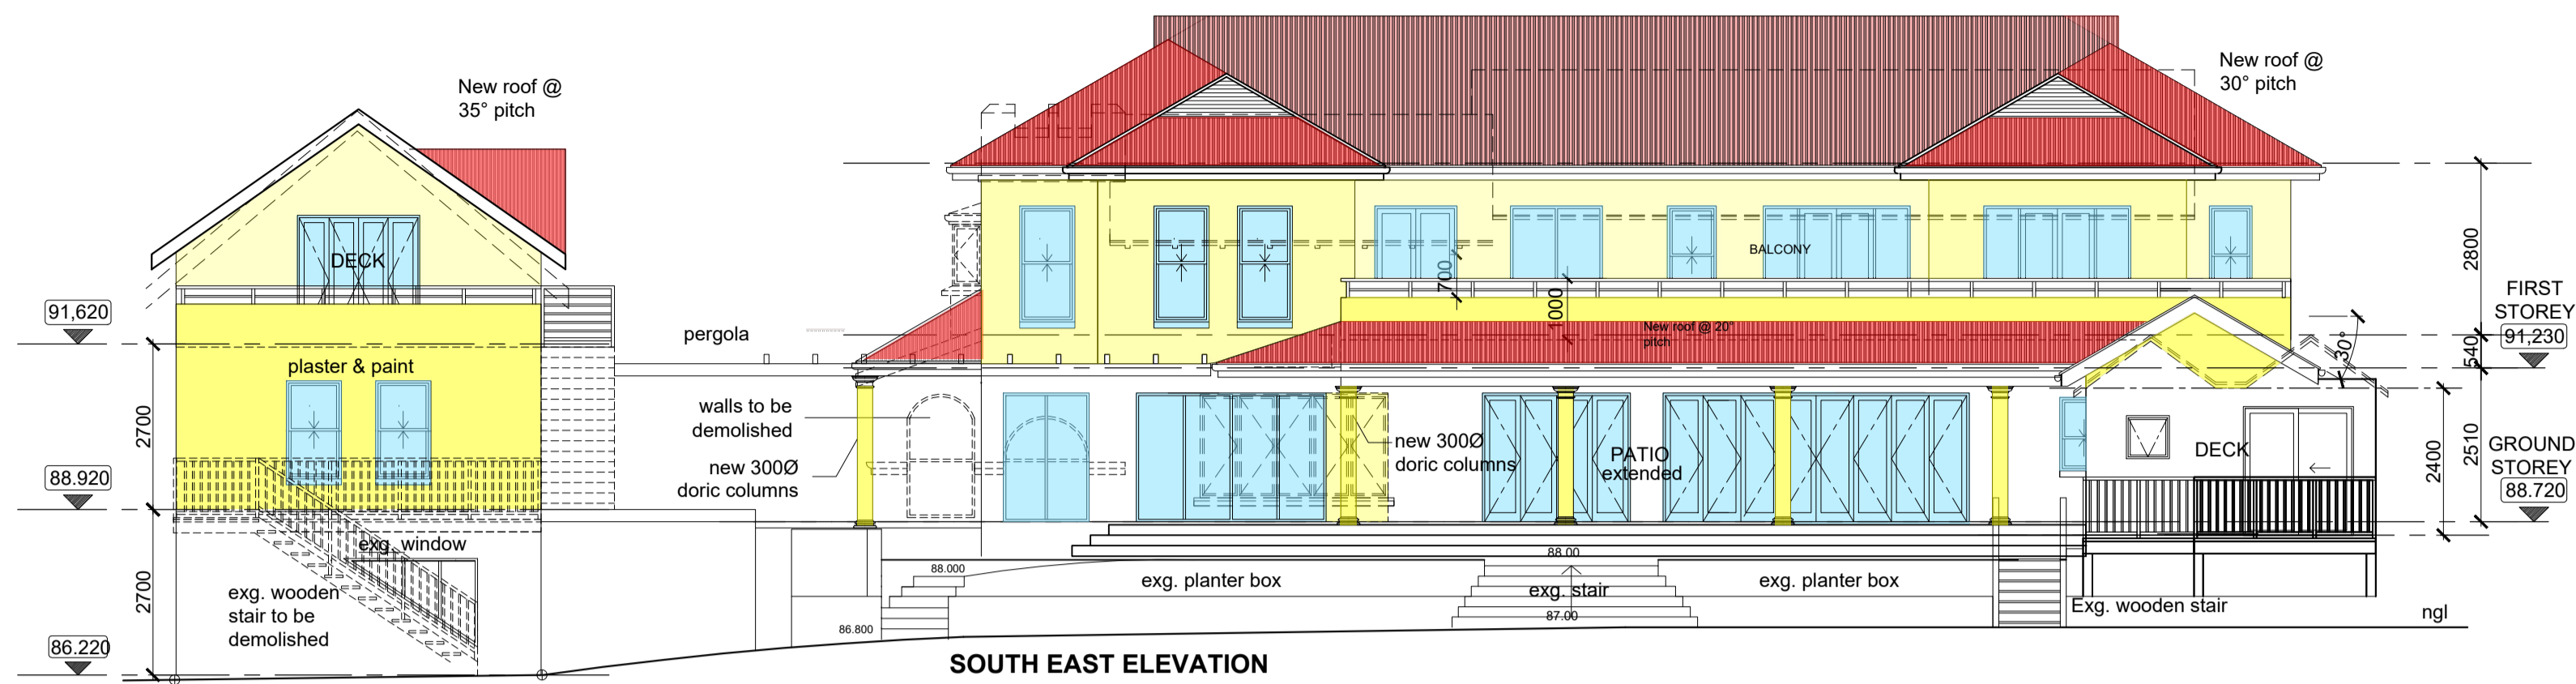 New roof @
35° pitch
New roof @
30° pitch
DECK
BALCONY
700
1000
2800
91,620
pergola
New roof @ 20°
pitch
30°
FIRST
STOREY
91,230
540
plaster & paint
2700
walls to be
demolished
new 300Ø
doric columns
new 300Ø
doric columns
PATIO
extended
DECK
2400
2510
GROUND
STOREY
88.720
88.920
exg. window
2700
exg. wooden
stair to be
demolished
88.000
88.00
exg. planter box
exg. stair
exg. planter box
87.00
86.800
Exg. wooden stair
ngl
86.220
SOUTH EAST ELEVATION